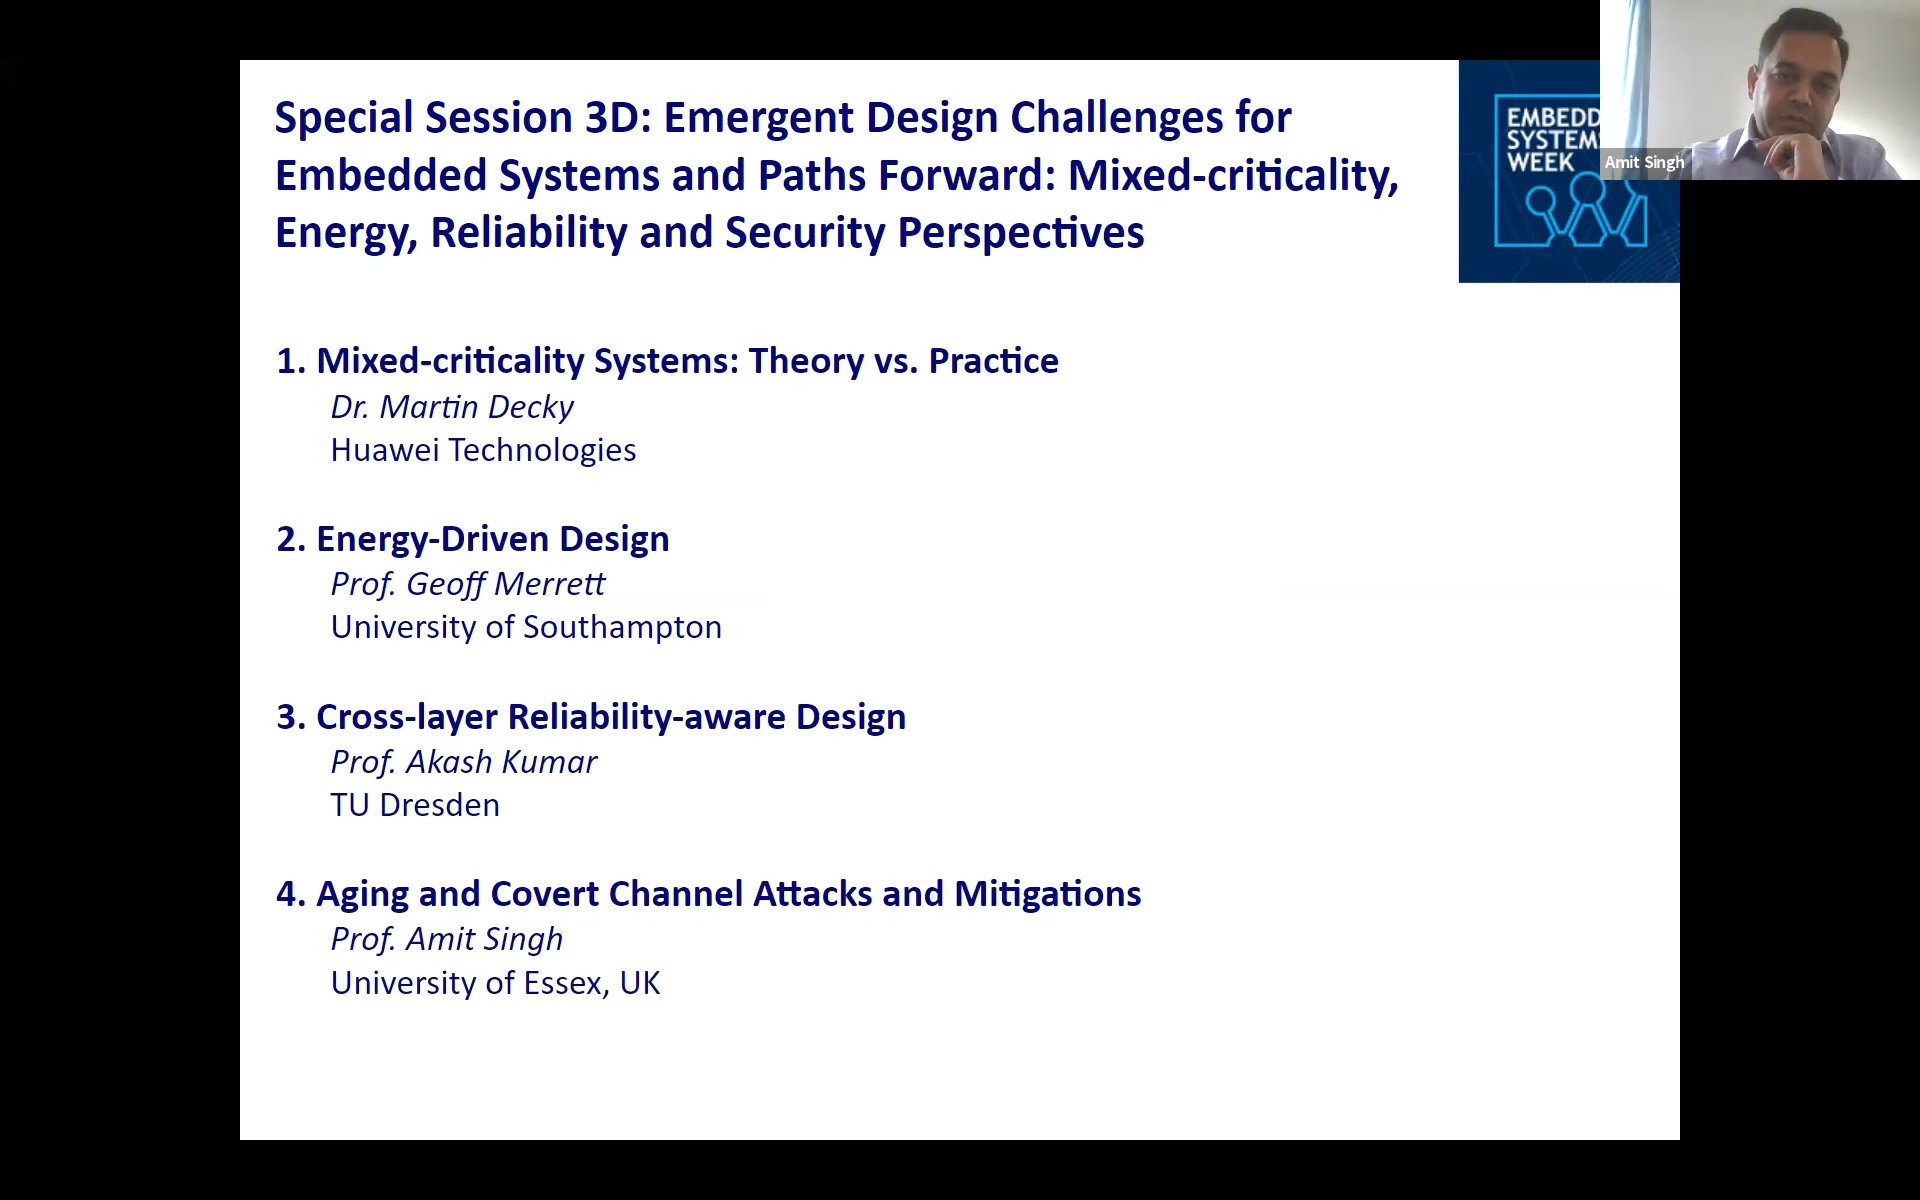 Special Session 3D: Emergent Design Challenges for
Embedded Systems and Paths Forward: Mixed-criticality,
Energy, Reliability and Security Perspectives
EMBEDD
SYSTEM
WEEK
Amit Singh
1. Mixed-criticality Systems: Theory vs. Practice
Dr. Martin Decky
Huawei Technologies
2. Energy-Driven Design
Prof. Geoff Merrett
University of Southampton
3. Cross-layer Reliability-aware Design
Prof. Akash Kumar
TU Dresden
4. Aging and Covert Channel Attacks and Mitigations
Prof. Amit Singh
University of Essex, UK